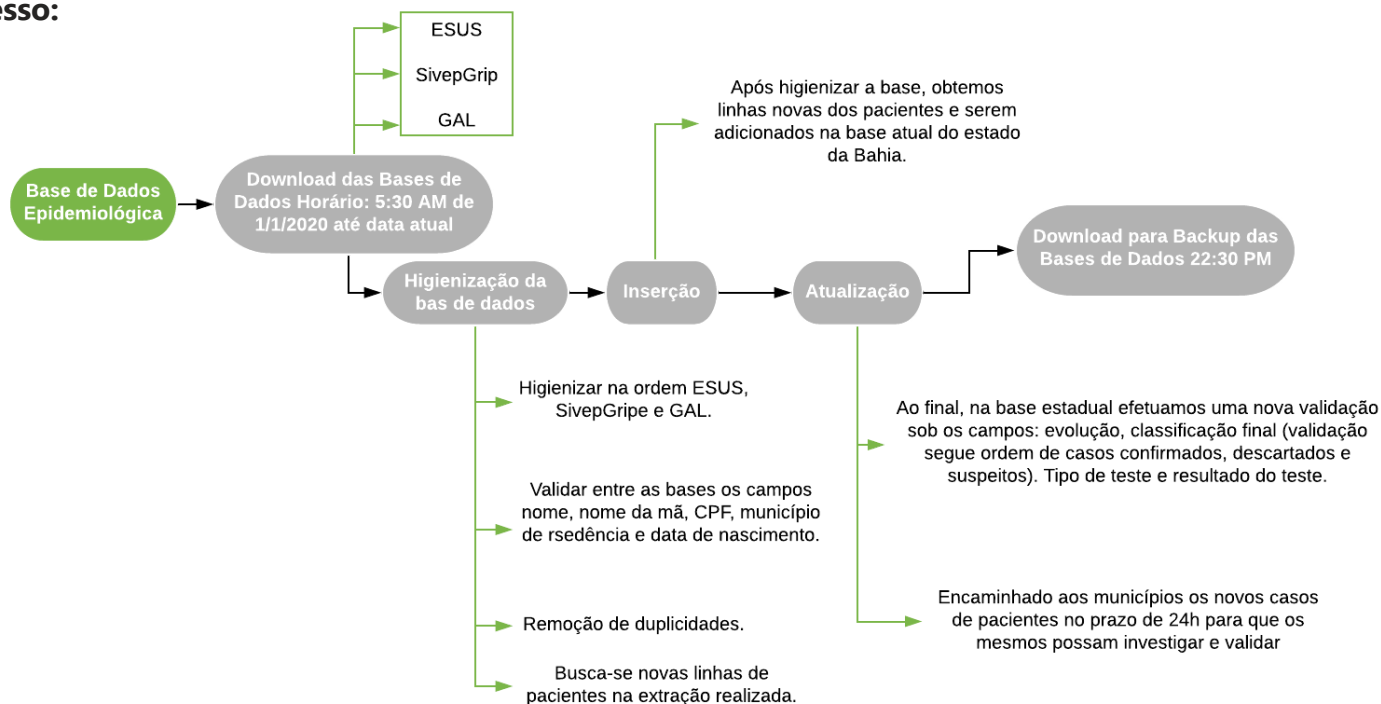 esso:
ESUS
SivepGrip
GAL
Base de Dados
Epidemiológica
Download das Bases de
Dados Horário: 5:30 AM de
1/1/2020 até data atual
Após higienizar a base, obtemos
linhas novas dos pacientes e serem
adicionados na base atual do estado
da Bahia.
Higienização da
bas de dados
Inserção
Atualização
Download para Backup das
Bases de Dados 22:30 PM
Higienizar na ordem ESUS,
SivepGripe e GAL.
Validar entre as bases os campos
nome, nome da mã, CPF, município
de rsedência e data de nascimento.
Remoção de duplicidades.
Busca-se novas linhas de
pacientes na extração realizada.
Ao final, na base estadual efetuamos uma nova validação
sob os campos: evolução, classificação final (validação
segue ordem de casos confirmados, descartados e
suspeitos). Tipo de teste e resultado do teste.
Encaminhado aos municípios os novos casos
de pacientes no prazo de 24h para que os
mesmos possam investigar e validar